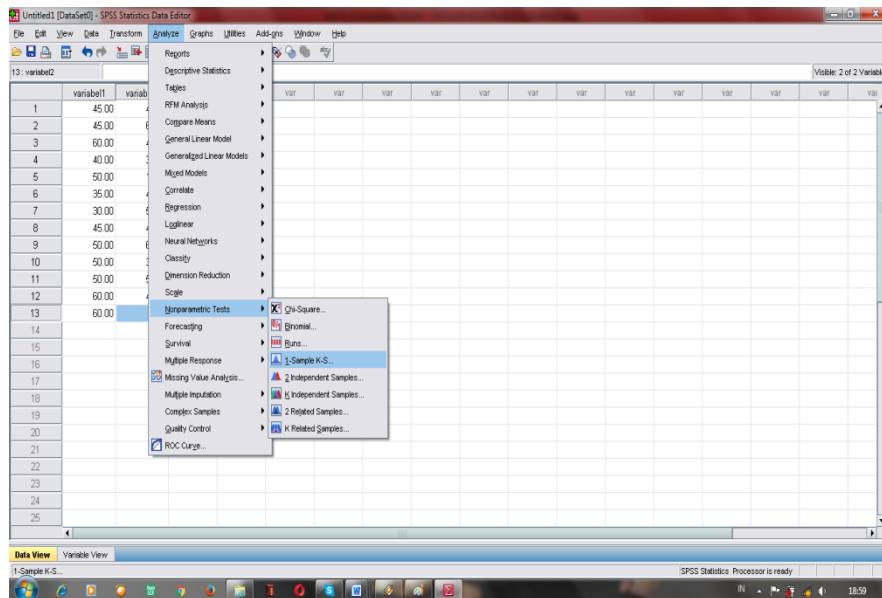 Untitled1 [DataSet0] - SPSS Statistics Data Editor
File Edit View Data Transform Analyze Graphs Utilities Add-ons Window Help
13 : variabel2
Visible: 2 of 2 Variabl
variabel1 variab var var var var var var var var var var var
1 45.00
2 45.00
3 60.00
4 40.00
5 50.00
6 35.00
7 30.00
8 45.00
9 50.00
10 50.00
11 50.00
12 60.00
13 60.00
14
15
16
17
18
19
20
21
22
23
24
25
Reports
Descriptive Statistics
Tables
RFM Analysis
Compare Means
General Linear Model
Generalized Linear Models
Mixed Models
Correlate
Regression
Loglinear
Neural Networks
Classify
Dimension Reduction
Scale
Nonparametric Tests
Forecasting
Survival
Multiple Response
Missing Value Analysis...
Multiple Imputation
Complex Samples
Quality Control
ROC Curve...
Chi-Square...
Binomial...
Runs...
1-Sample K-S...
2 Independent Samples...
K Independent Samples...
2 Related Samples...
K Related Samples...
Data View Variable View
1-Sample K-S...
SPSS Statistics Processor is ready
IN 18:59